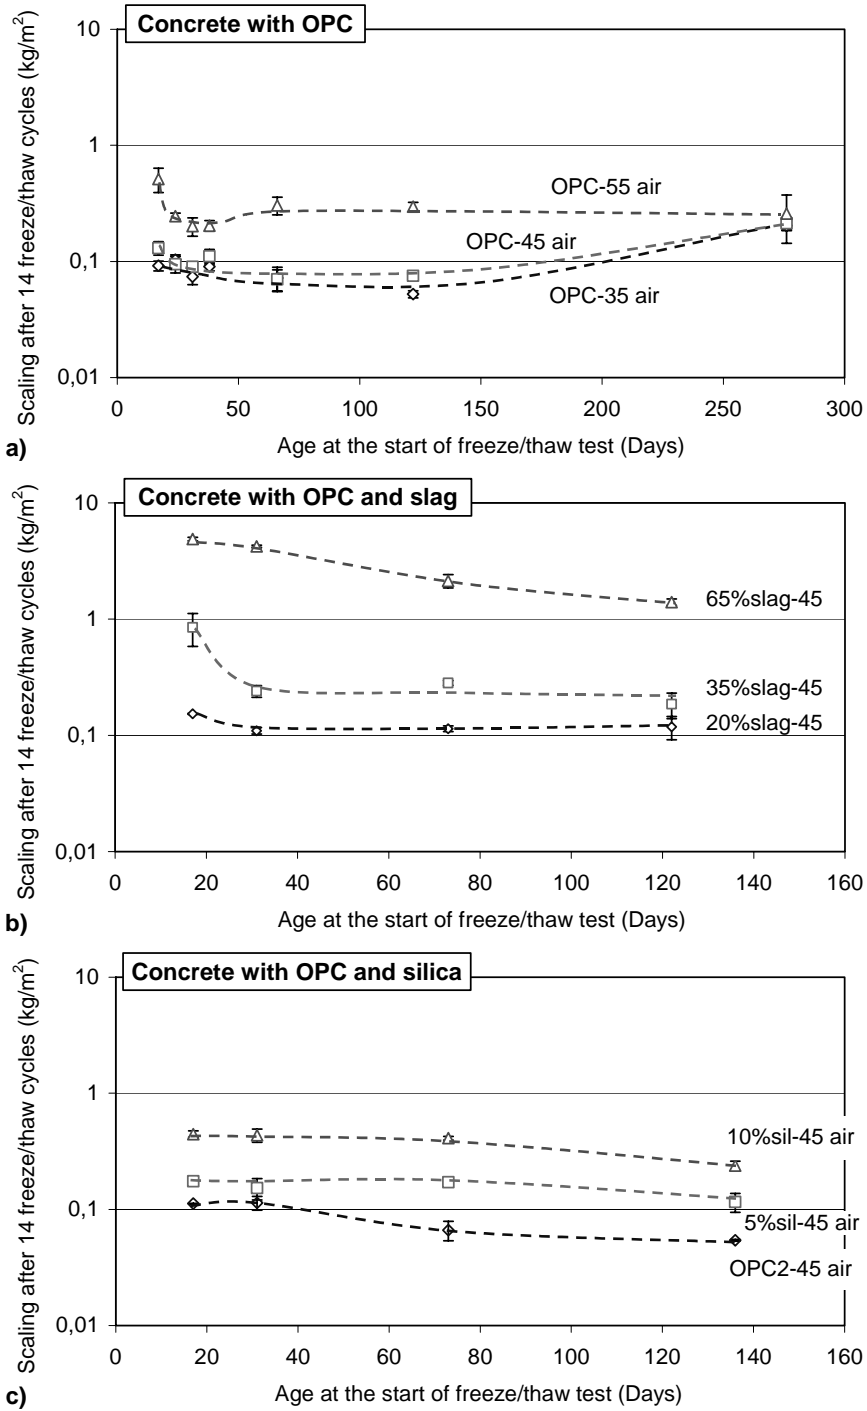 Concrete with OPC
Scaling after 14 freeze/thaw cycles (kg/m²)
10
1
0,1
0,01
OPC-55 air
OPC-45 air
OPC-35 air
0 50 100 150 200 250 300
Age at the start of freeze/thaw test (Days)
a)
Concrete with OPC and slag
Scaling after 14 freeze/thaw cycles (kg/m²)
10
1
0,1
0,01
65%slag-45
35%slag-45
20%slag-45
0 20 40 60 80 100 120 140 160
Age at the start of freeze/thaw test (Days)
b)
Concrete with OPC and silica
Scaling after 14 freeze/thaw cycles (kg/m²)
10
1
0,1
0,01
10%sil-45 air
5%sil-45 air
OPC2-45 air
0 20 40 60 80 100 120 140 160
Age at the start of freeze/thaw test (Days)
c)